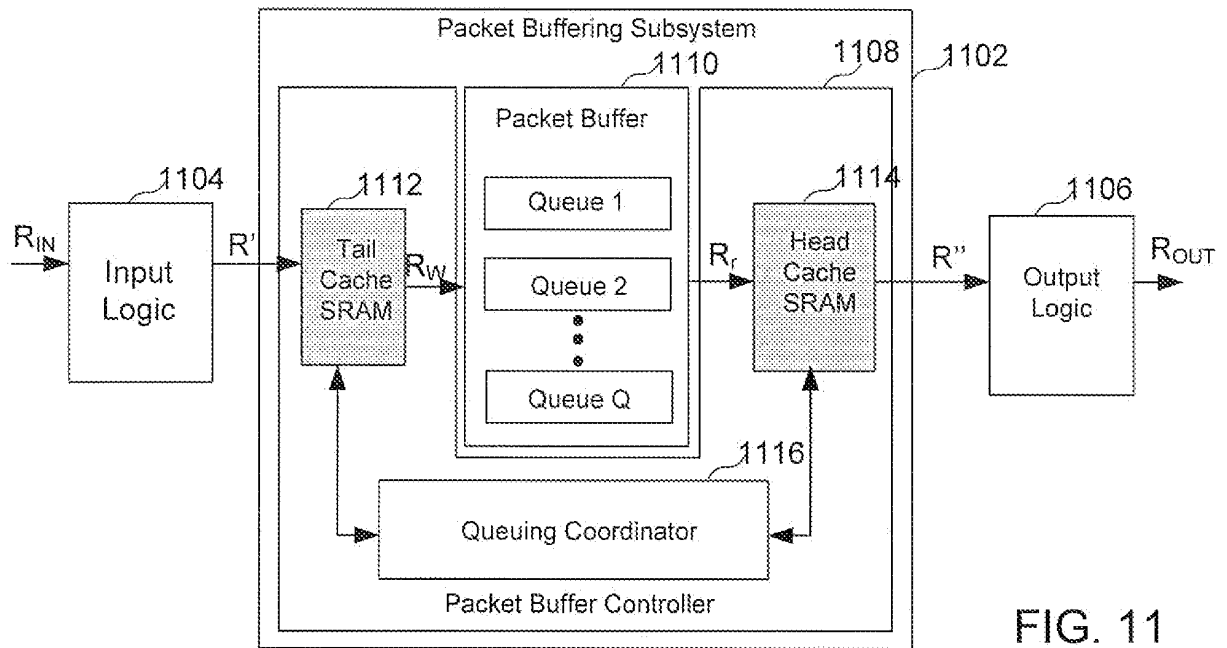 Packet Buffering Subsystem
1110
1108
1102
Packet Buffer
1104
1112
1114
1106
Queue 1
R_IN
R'
Input
Logic
Tail
Cache
SRAM
R_W
Queue 2
R_r
Head
Cache
SRAM
R''
Output
Logic
R_OUT
Queue Q
1116
Queuing Coordinator
Packet Buffer Controller
FIG. 11